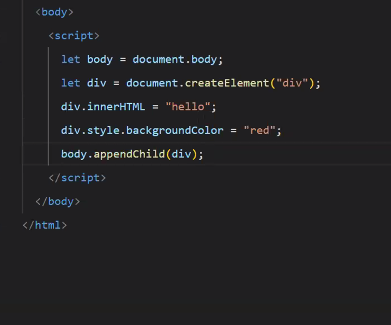 <body>
<script>
let body = document.body;
let div = document.createElement("div");
div.innerHTML = "hello";
div.style.backgroundColor = "red";
body.appendChild(div);
</script>
</body>
</html>